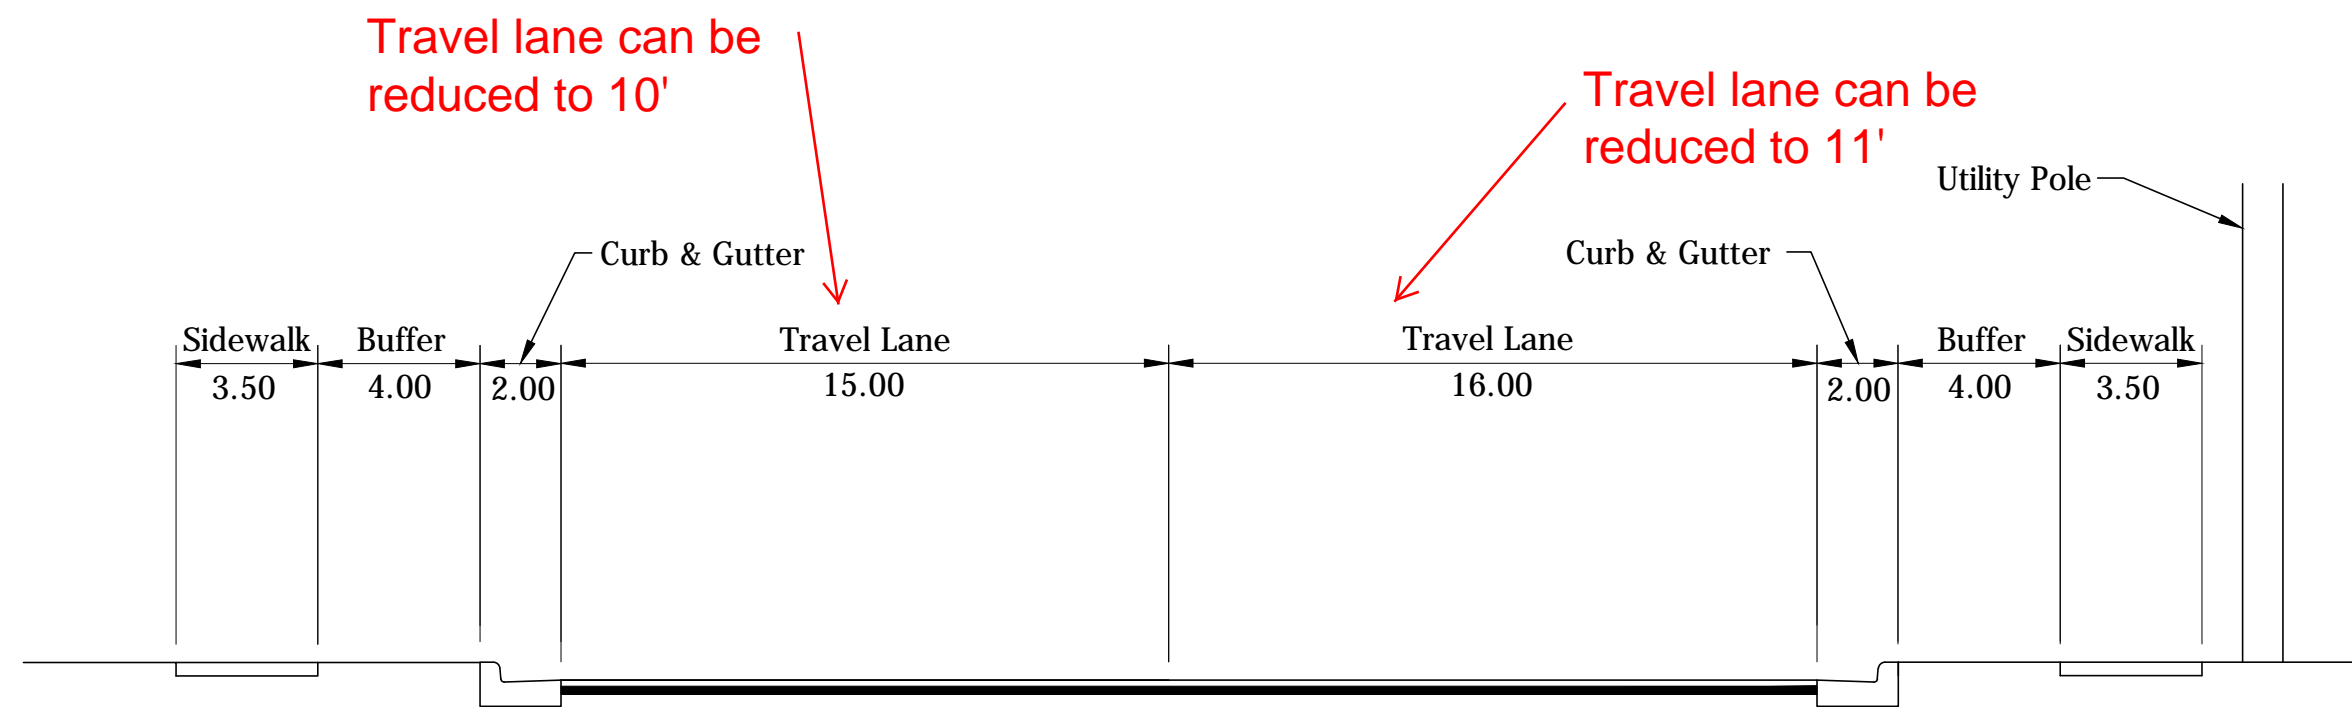 Travel lane can be
reduced to 10'
Travel lane can be
reduced to 11'
Utility Pole
Curb & Gutter
Curb & Gutter
Sidewalk
Buffer
Travel Lane
Travel Lane
Buffer
Sidewalk
3.50
4.00
2.00
15.00
16.00
2.00
4.00
3.50